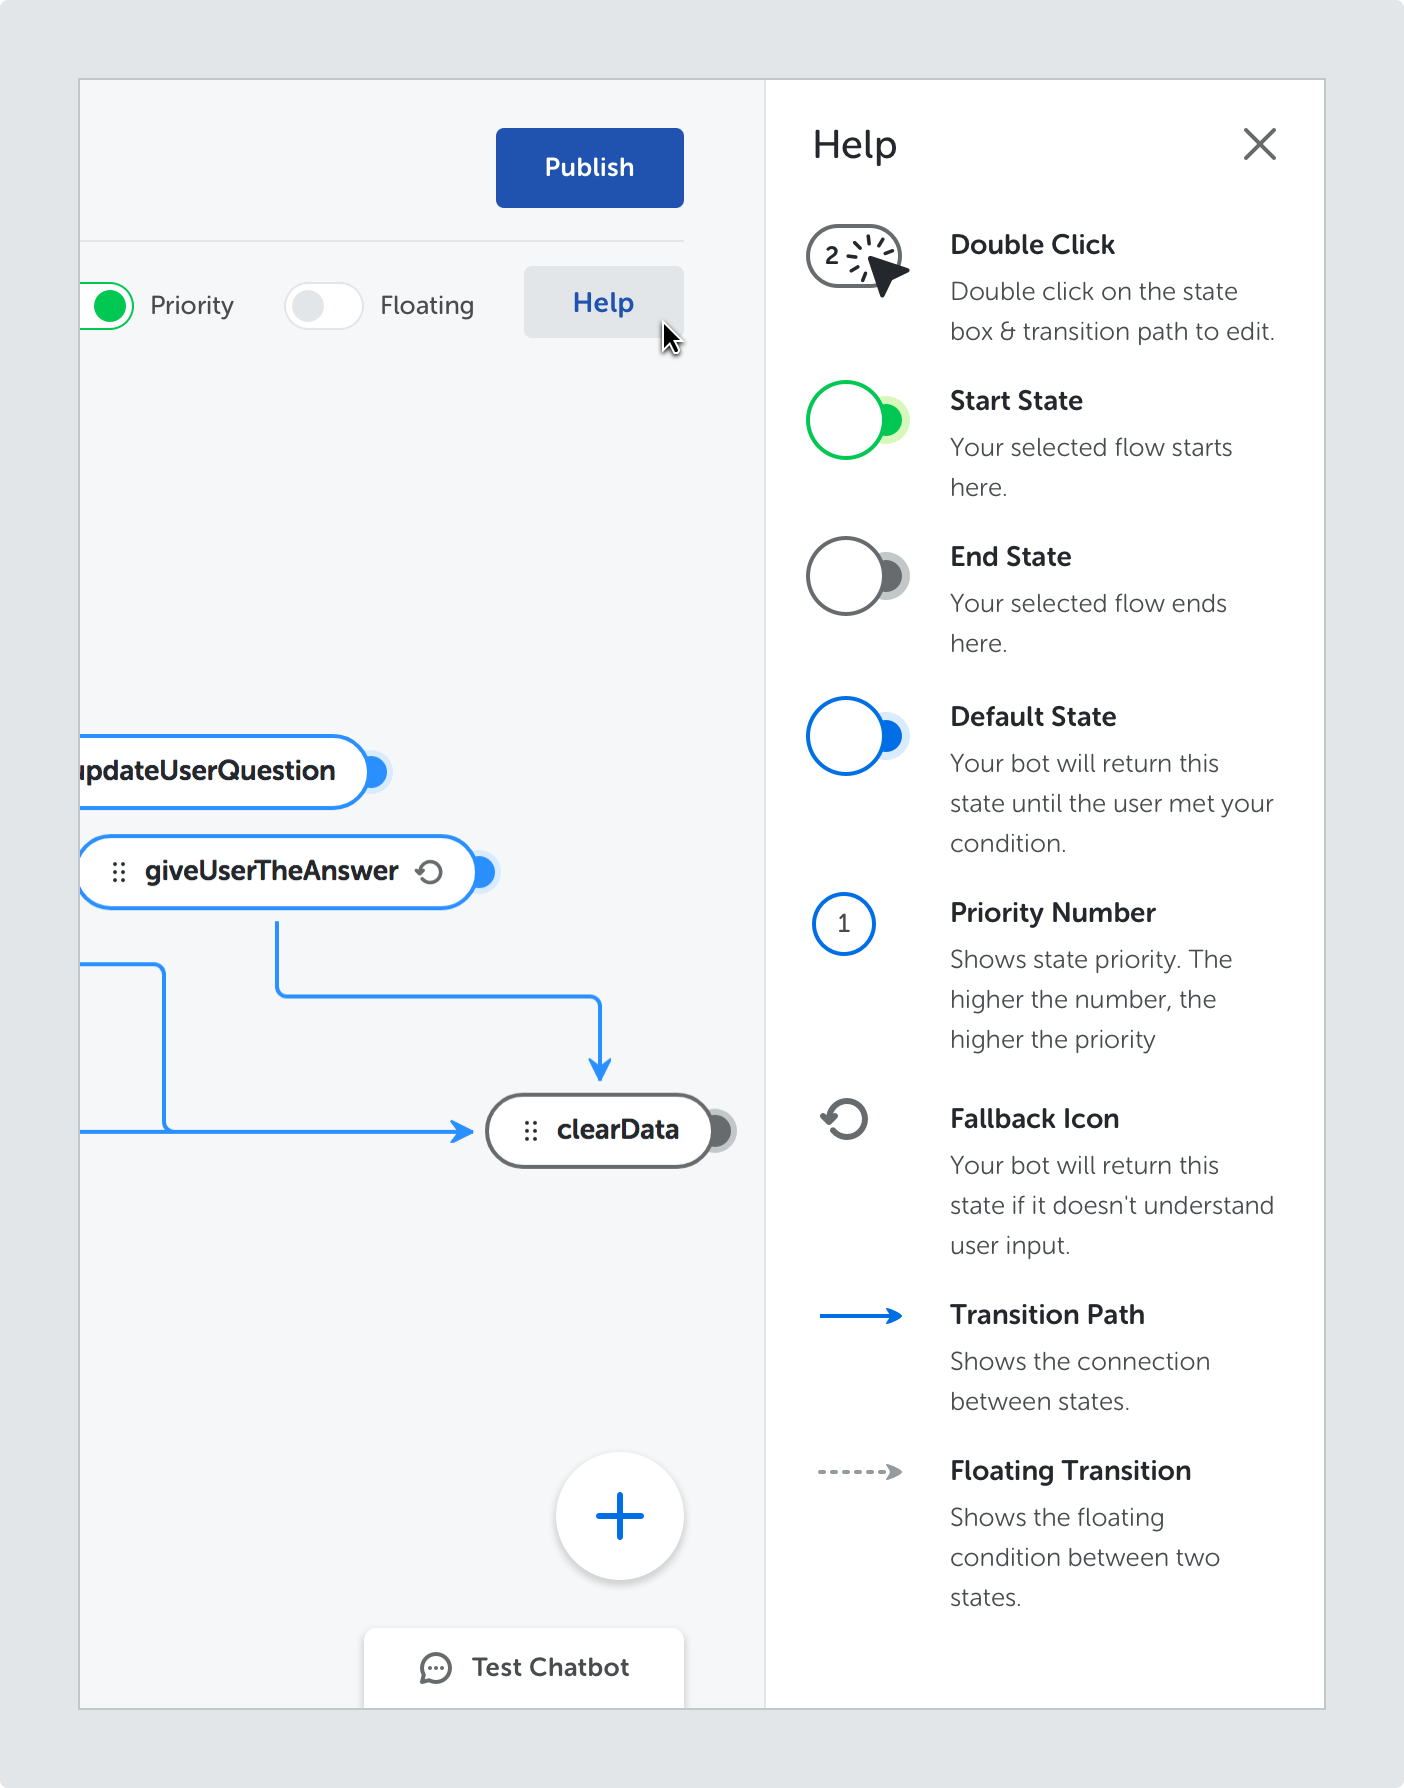 Publish
Priority
Floating
Help
updateUserQuestion
giveUserTheAnswer
clearData
Test Chatbot
Help
2
Double Click
Double click on the state
box & transition path to edit.
Start State
Your selected flow starts
here.
End State
Your selected flow ends
here.
Default State
Your bot will return this
state until the user met your
condition.
1
Priority Number
Shows state priority. The
higher the number, the
higher the priority
Fallback Icon
Your bot will return this
state if it doesn't understand
user input.
Transition Path
Shows the connection
between states.
Floating Transition
Shows the floating
condition between two
states.